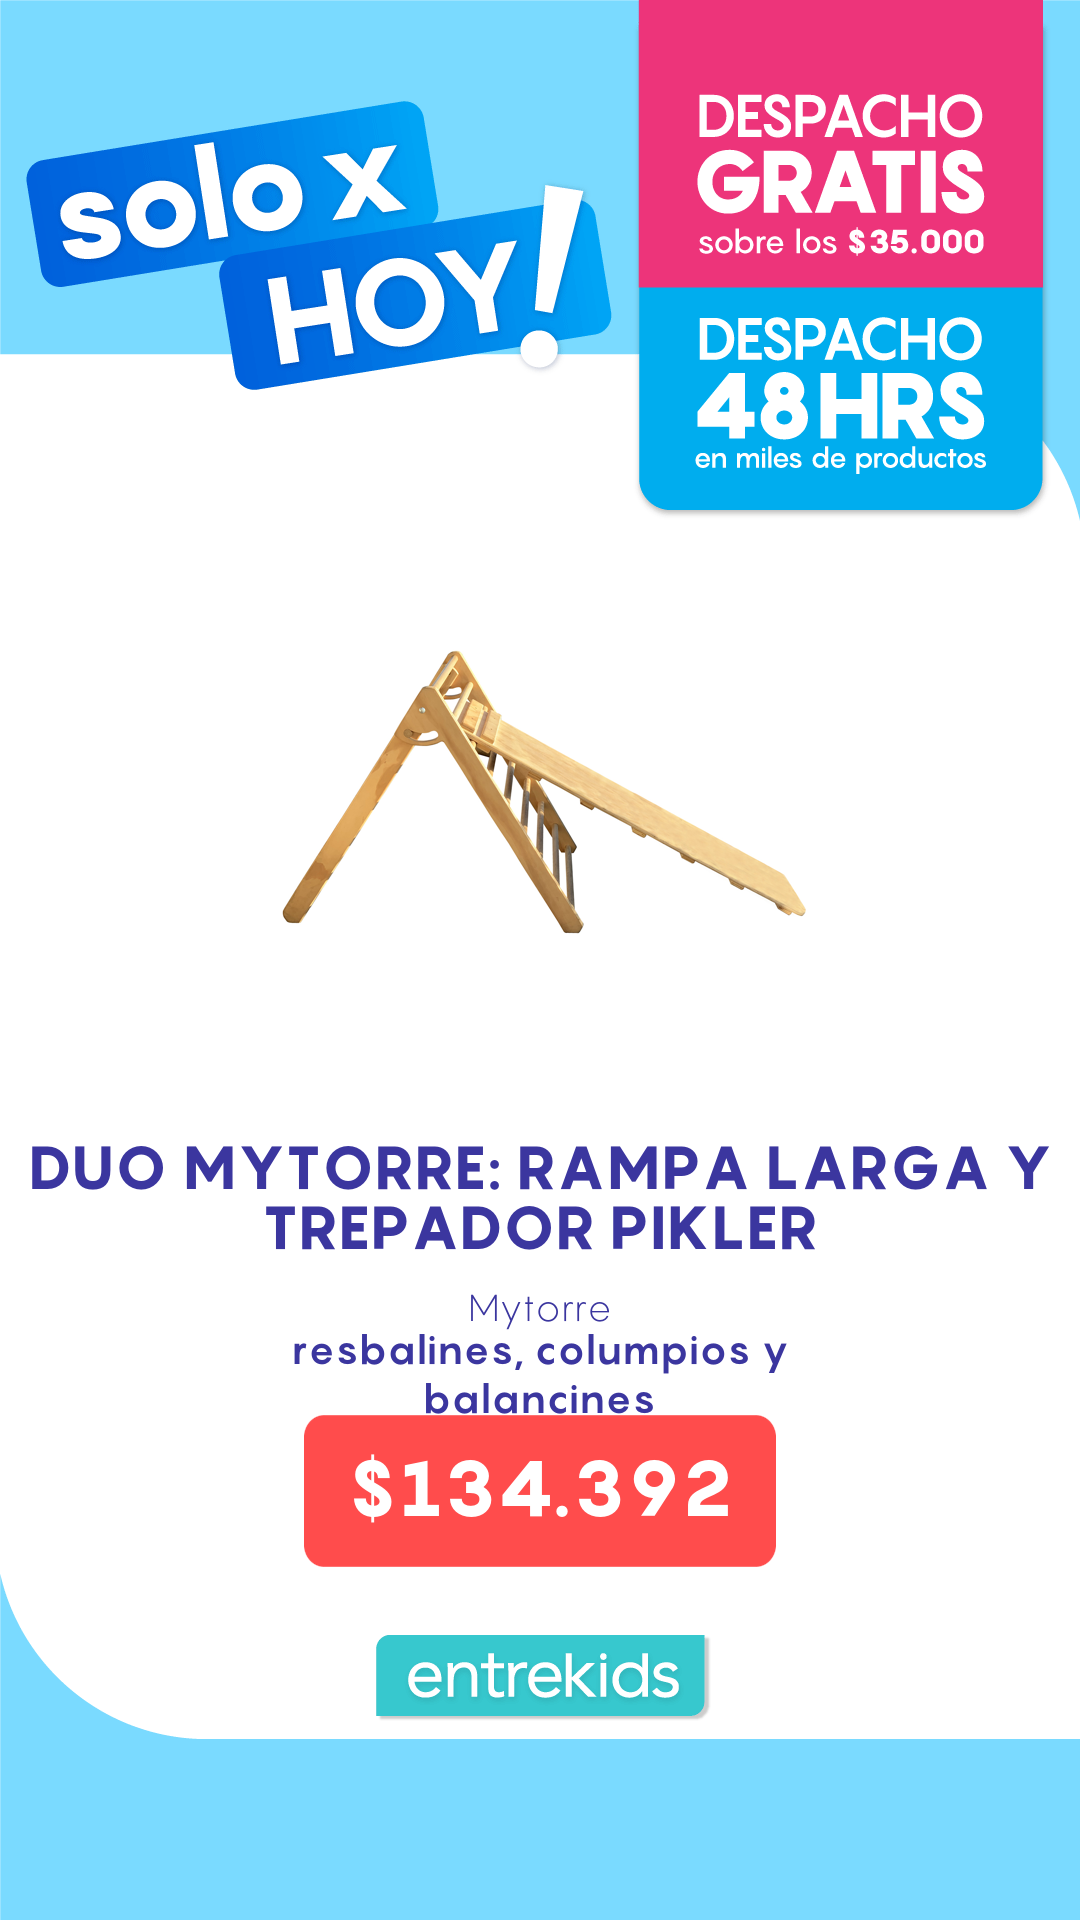 solo x
HOY!
DESPACHO
GRATIS
sobre los $35.000
DESPACHO
48HRS
en miles de productos
DUO MYTORRE: RAMPA LARGA Y
TREPADOR PIKLER
Mytorre
resbalines, columpios y
balancines
$134.392
entrekids